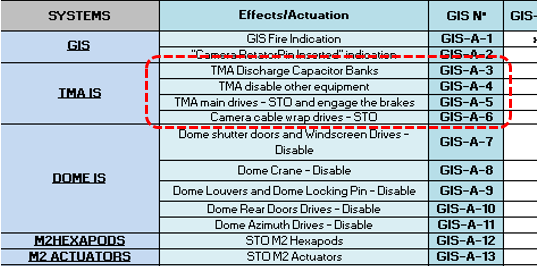 SYSTEMS Effects/Actuation GIS Nº GIS-
GIS GIS Fire Indication GIS-A-1
"Camera RotatorPin Inserted" indication GIS-A-2
TMA IS TMA Discharge Capacitor Banks GIS-A-3
TMA disable other equipment GIS-A-4
TMA main drives - STO and engage the brakes GIS-A-5
Camera cable wrap drives - STO GIS-A-6
DOME IS Dome shutter doors and Windscreen Drives -
Disable GIS-A-7
Dome Crane - Disable GIS-A-8
Dome Louvers and Dome Locking Pin - Disable GIS-A-9
Dome Rear Doors Drives - Disable GIS-A-10
Dome Azimuth Drives - Disable GIS-A-11
M2HEXAPODS STO M2 Hexapods GIS-A-12
M2 ACTUATORS STO M2 Actuators GIS-A-13